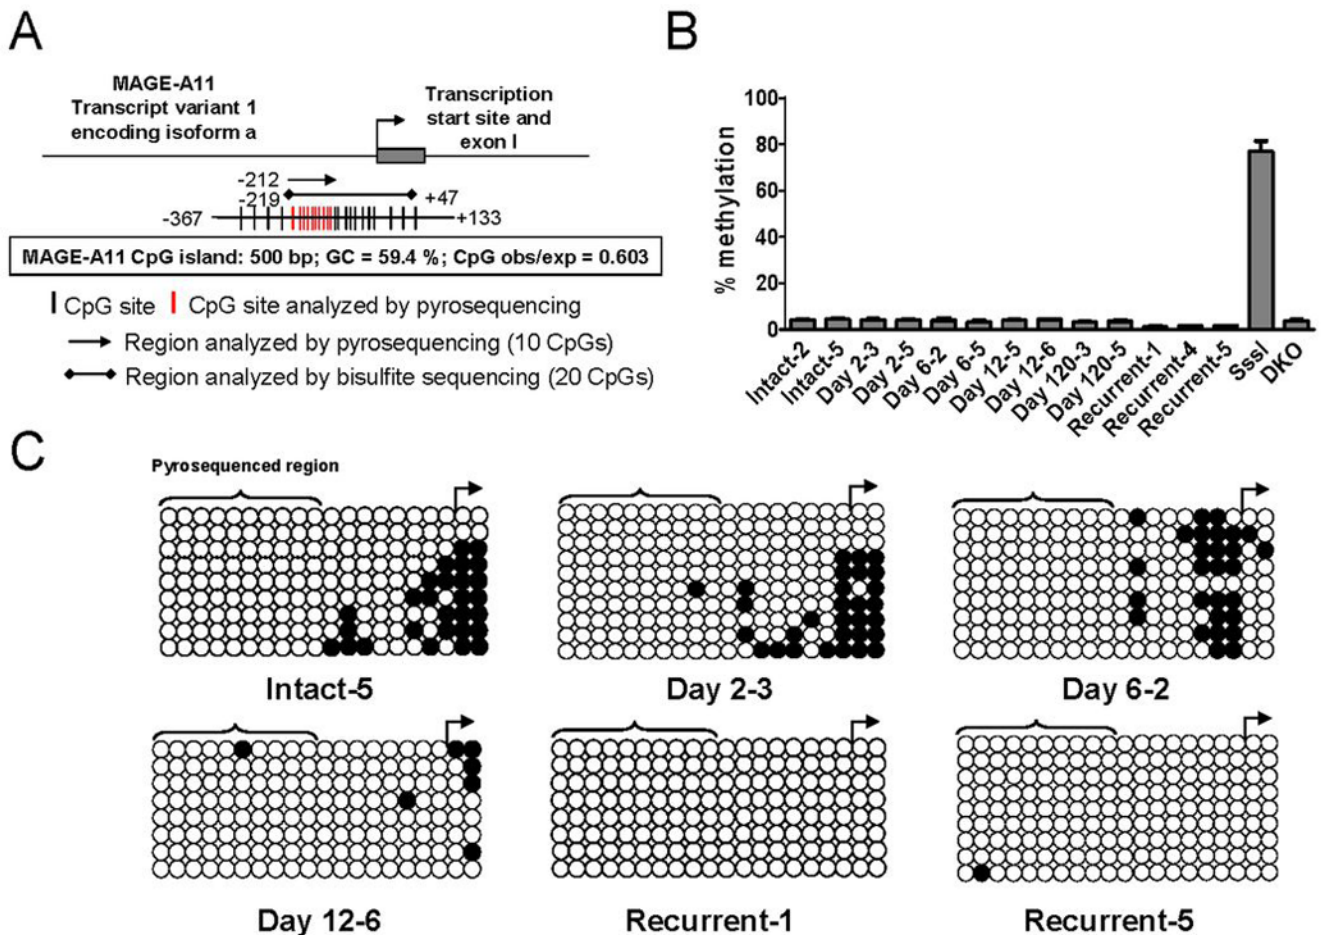 A
MAGE-A11
Transcript variant 1
encoding isoform a
Transcription
start site and
exon I
-212
-219
+47
-367
+133
MAGE-A11 CpG island: 500 bp; GC = 59.4 %; CpG obs/exp = 0.603
CpG site
CpG site analyzed by pyrosequencing
Region analyzed by pyrosequencing (10 CpGs)
Region analyzed by bisulfite sequencing (20 CpGs)
B
% methylation
100
80
60
40
20
0
Intact-2
Intact-5
Day 2-3
Day 2-5
Day 6-2
Day 6-5
Day 12-5
Day 12-6
Day 120-3
Day 120-5
Recurrent-1
Recurrent-4
Recurrent-5
SssI
DKO
C
Pyrosequenced region
Intact-5
Day 2-3
Day 6-2
Day 12-6
Recurrent-1
Recurrent-5